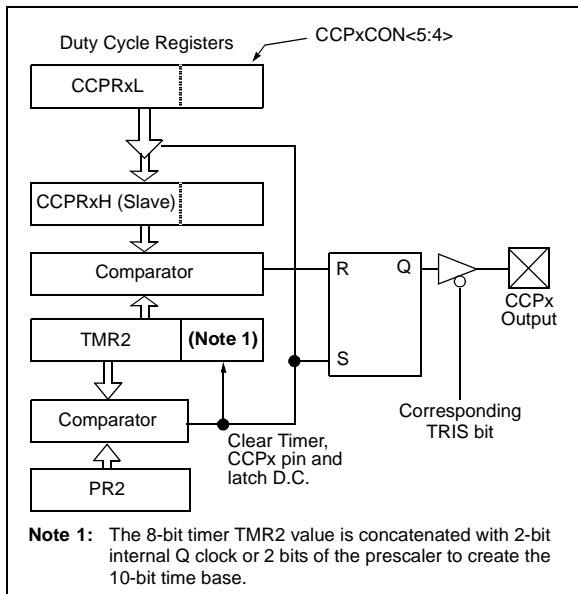 Duty Cycle Registers
CCPxCON<5:4>
CCPRxL
CCPRxH (Slave)
Comparator
R
Q
S
CCPx
Output
TMR2
(Note 1)
Comparator
Clear Timer,
CCPx pin and
latch D.C.
Corresponding
TRIS bit
PR2
Note 1: The 8-bit timer TMR2 value is concatenated with 2-bit
internal Q clock or 2 bits of the prescaler to create the
10-bit time base.